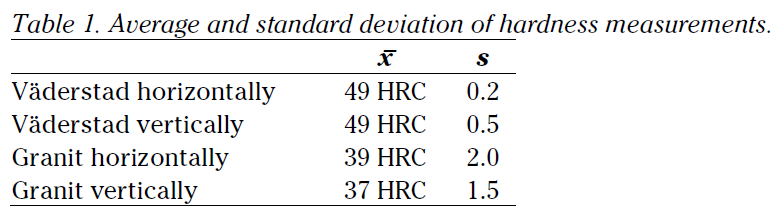 Table 1. Average and standard deviation of hardness measurements.
x̄ s
Väderstad horizontally 49 HRC 0.2
Väderstad vertically 49 HRC 0.5
Granit horizontally 39 HRC 2.0
Granit vertically 37 HRC 1.5